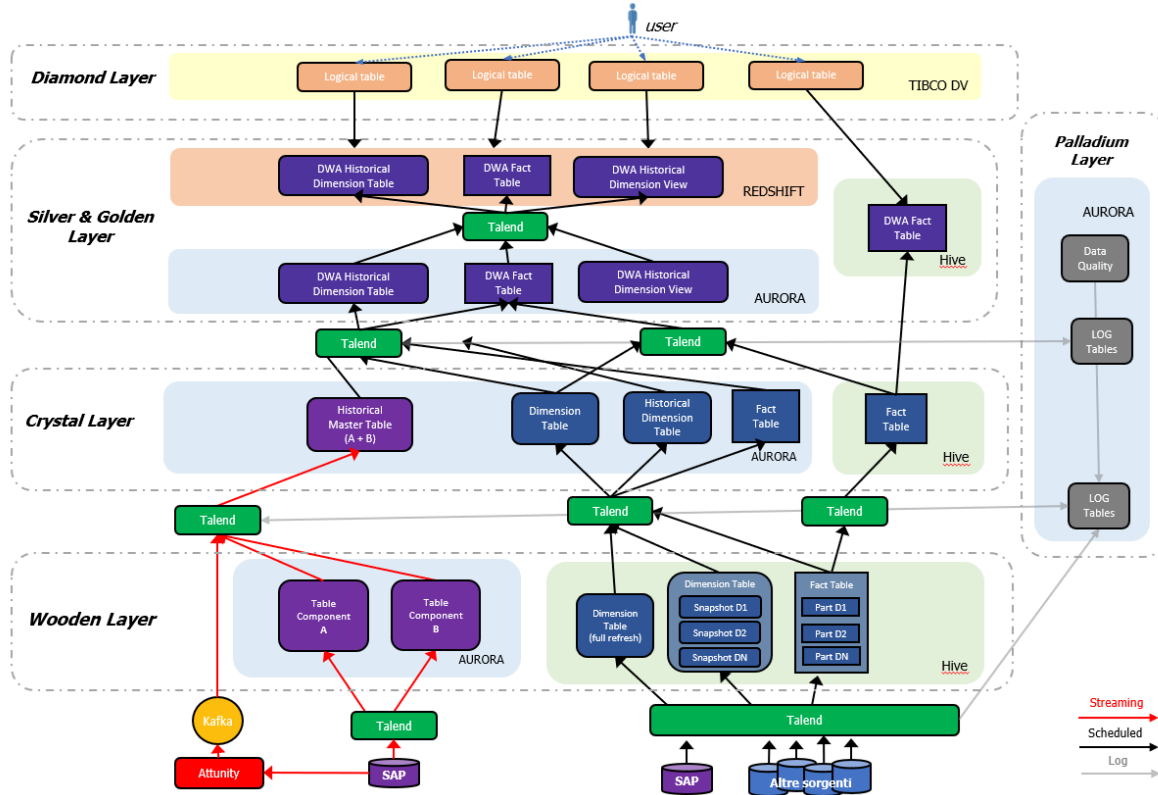 user
Diamond Layer
Logical table
Logical table
Logical table
Logical table
TIBCO DV
Palladium
Layer
Silver & Golden
Layer
DWA Historical
Dimension Table
DWA Fact
Table
DWA Historical
Dimension View
REDSHIFT
Talend
DWA Historical
Dimension Table
DWA Fact
Table
DWA Historical
Dimension View
AURORA
DWA Fact
Table
Hive
AURORA
Data
Quality
LOG
Tables
Talend
Talend
Crystal Layer
Historical
Master Table
(A + B)
Dimension
Table
Historical
Dimension
Table
Fact
Table
AURORA
Fact
Table
Hive
LOG
Tables
Talend
Talend
Talend
Wooden Layer
Table
Component
A
Table
Component
B
AURORA
Dimension
Table
(full refresh)
Dimension Table
Snapshot D1
Snapshot D2
Snapshot DN
Fact Table
Part D1
Part D2
Part DN
Hive
Kafka
Talend
Talend
Attunity
SAP
SAP
Altre sorgenti
Streaming
Scheduled
Log